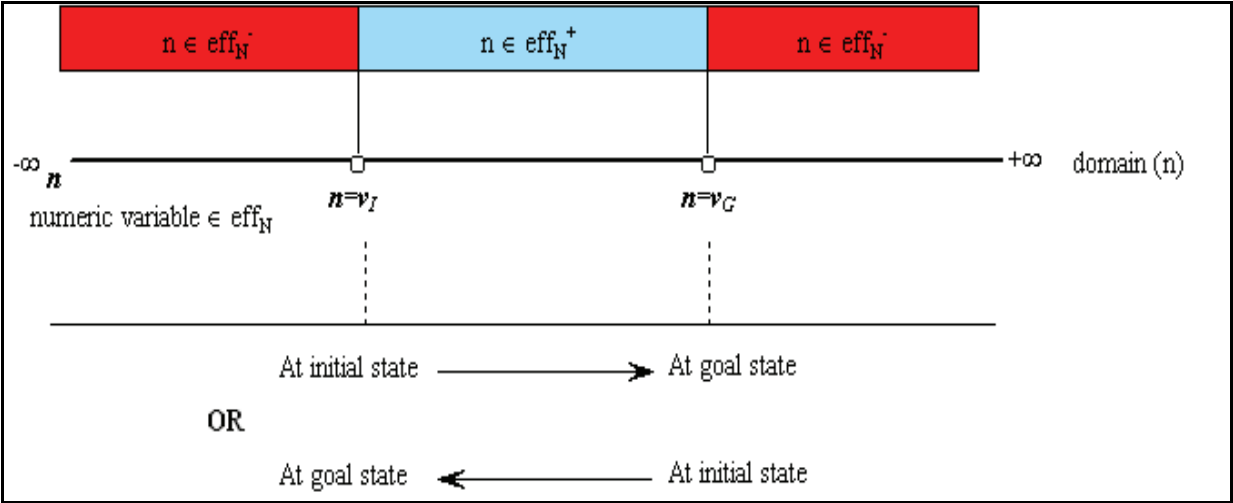 n ∈ eff_N^- n ∈ eff_N^+ n ∈ eff_N^-
-∞ +∞ domain (n)
n n=v_I n=v_G
numeric variable ∈ eff_N
At initial state At goal state
OR
At goal state At initial state